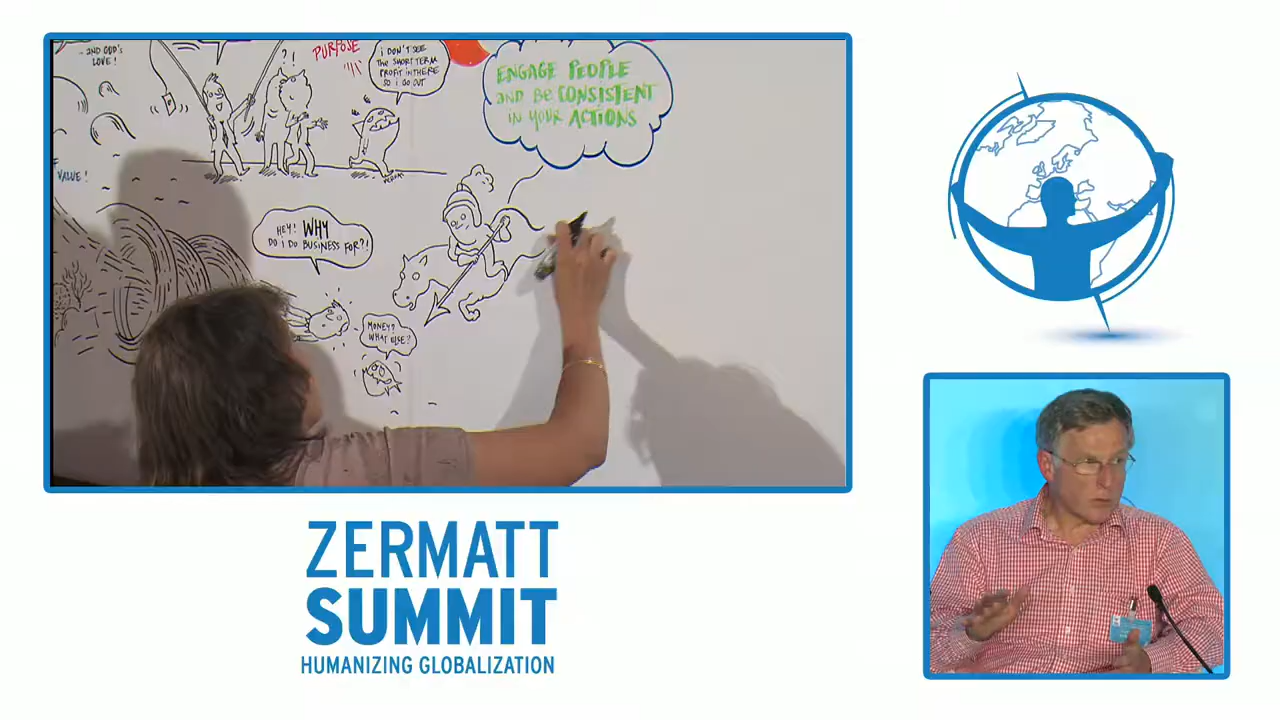 ...AND GOD'S
LOVE!
VALUE!
?!
PURPOSE
I DON'T SEE
THE SHORT TERM
PROFIT IN THERE
SO I GO OUT
ENGAGE PEOPLE
AND BE CONSISTENT
IN YOUR ACTIONS
HEY! WHY
DO I DO BUSINESS FOR?!
MONEY?
WHAT ELSE?
ZERMATT
SUMMIT
HUMANIZING GLOBALIZATION